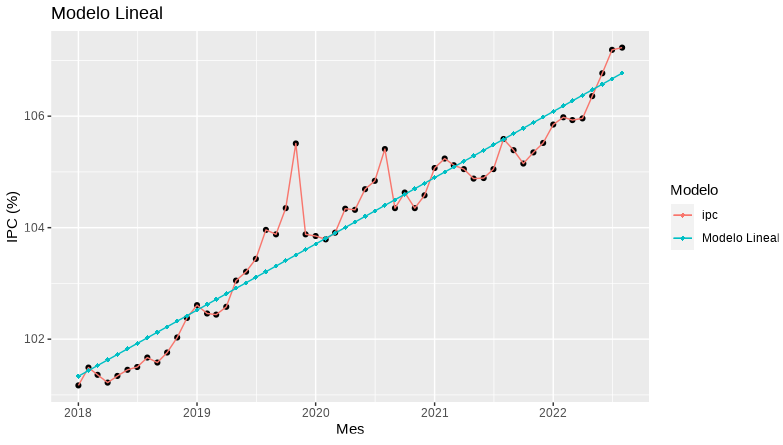 Modelo Lineal
IPC (%)
106
104
102
2018 2019 2020 2021 2022
Mes
Modelo
ipc
Modelo Lineal